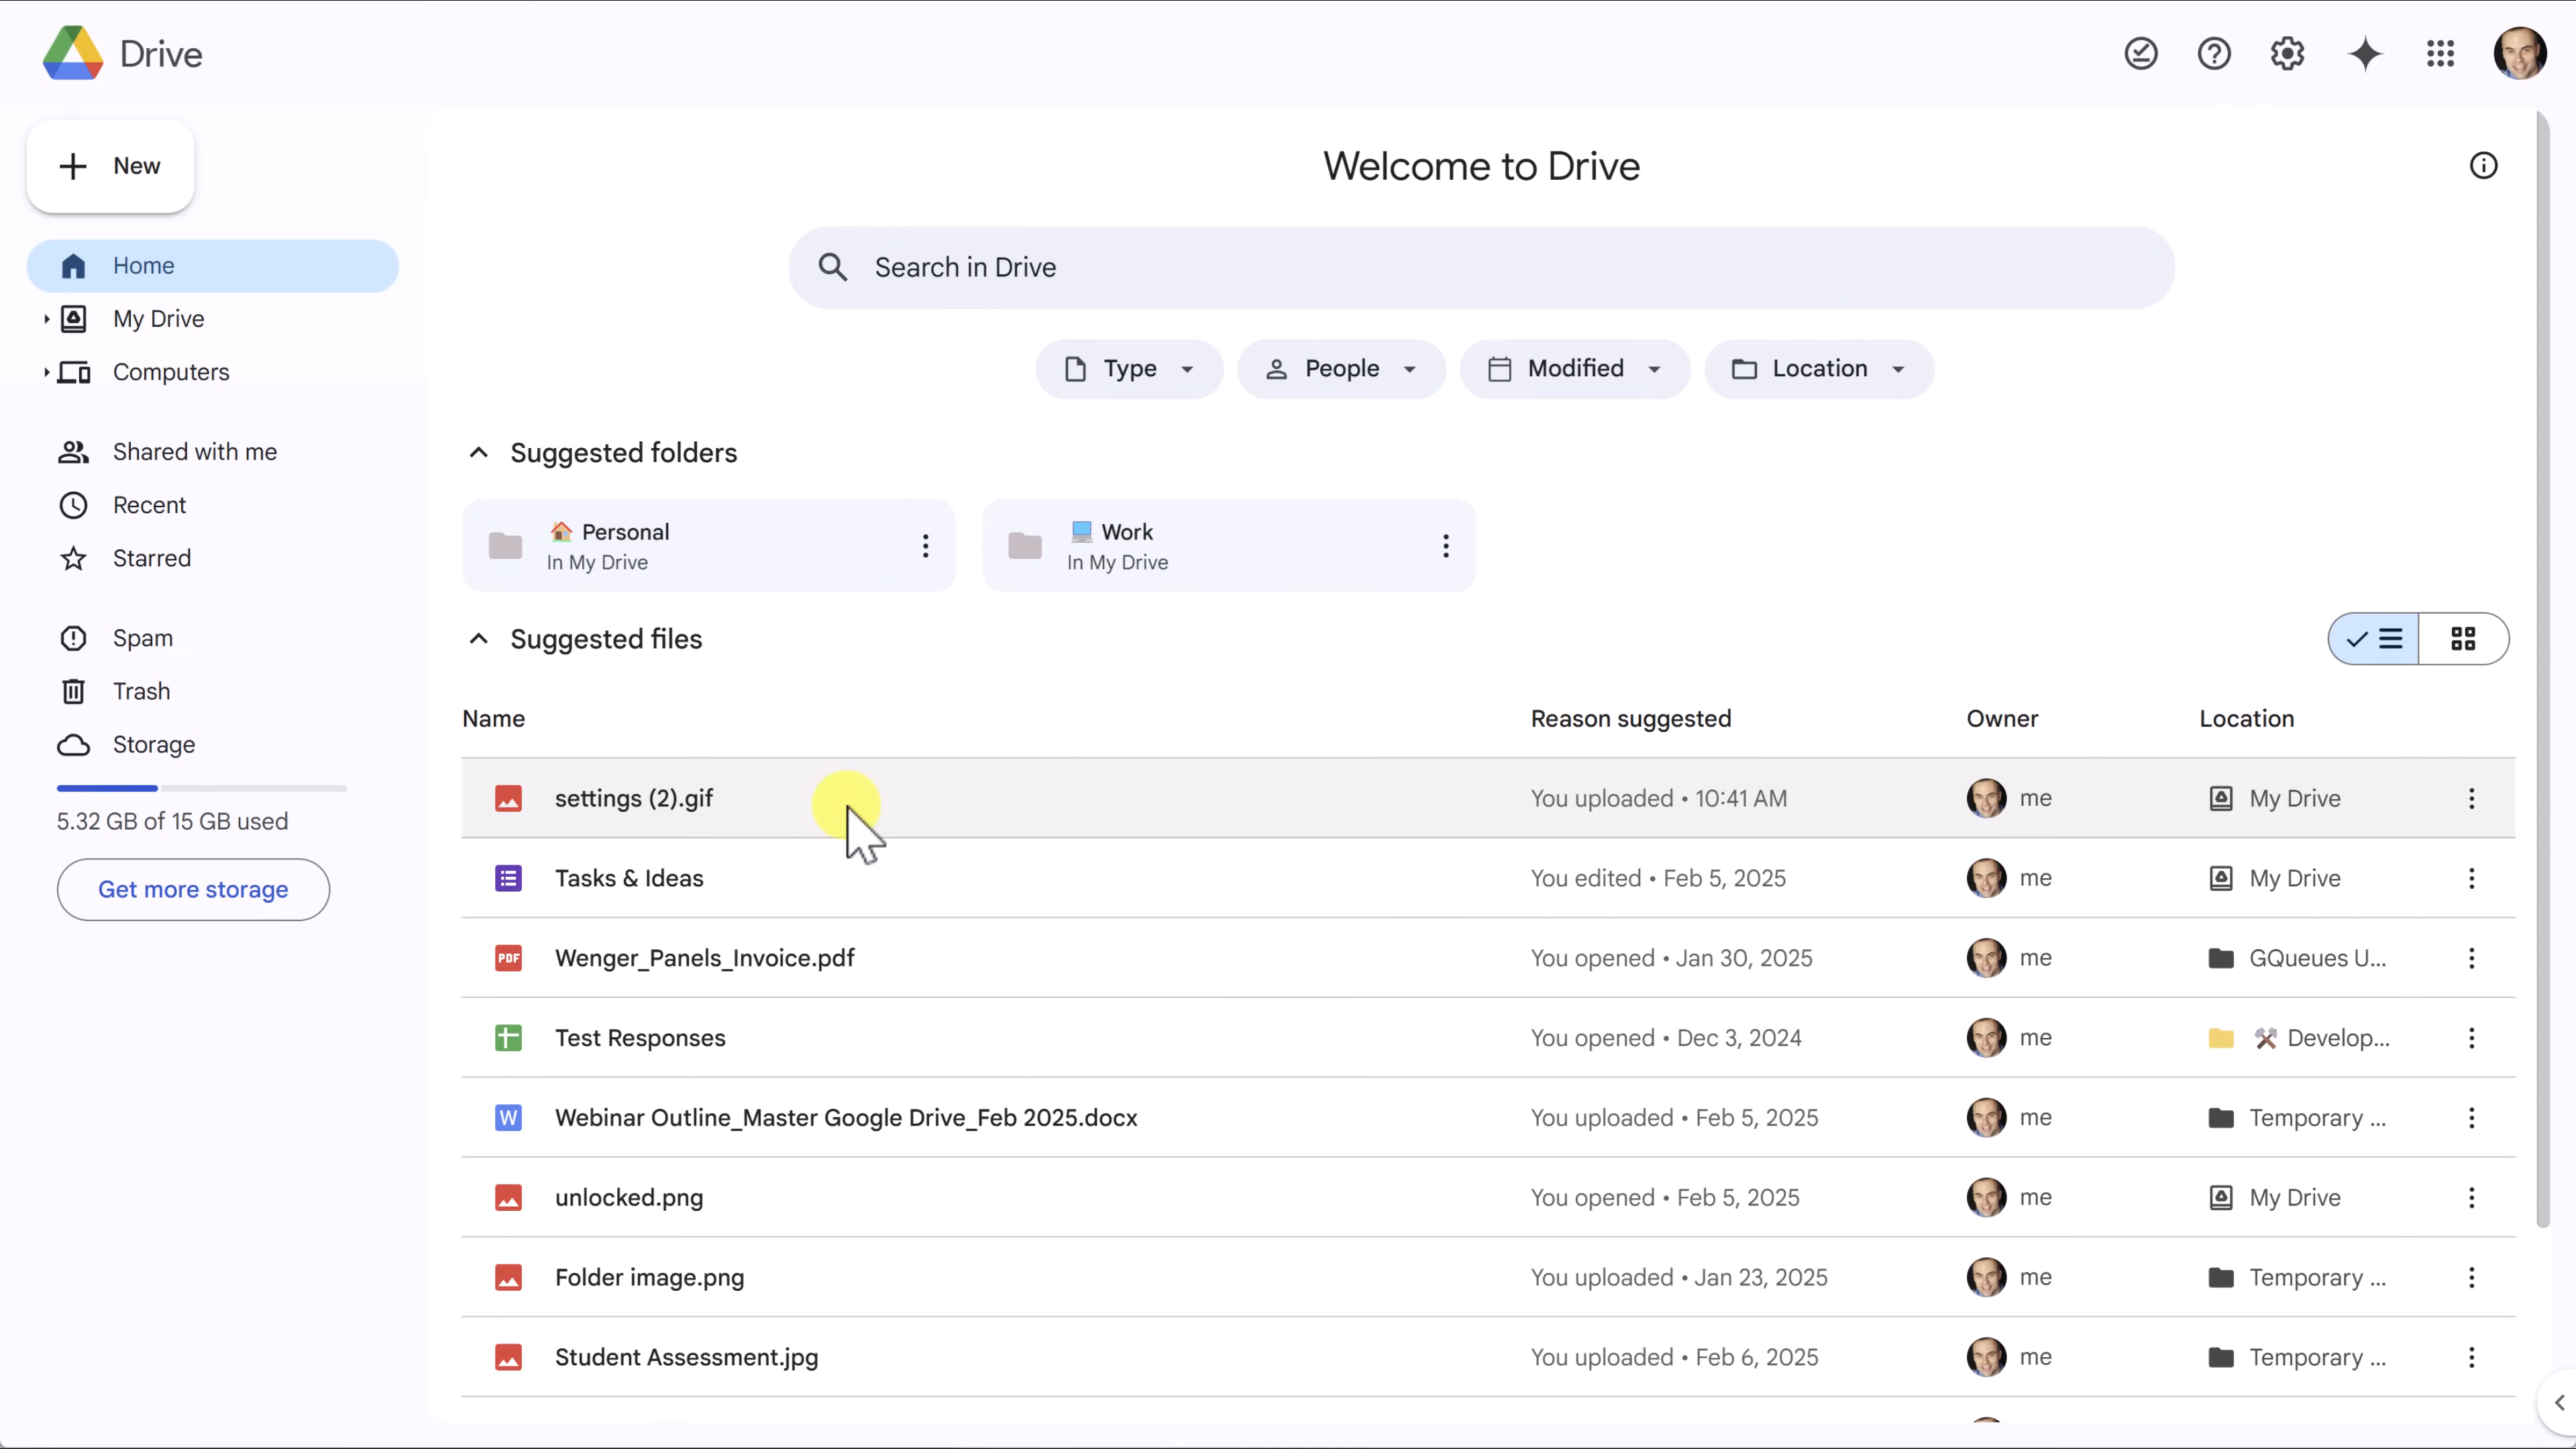 Drive
New
Home
My Drive
Computers
Shared with me
Recent
Starred
Spam
Trash
Storage
5.32 GB of 15 GB used
Get more storage
Welcome to Drive
Search in Drive
Type People Modified Location
Suggested folders
Personal Work
In My Drive In My Drive
Suggested files
Name Reason suggested Owner Location
settings (2).gif You uploaded • 10:41 AM me My Drive
Tasks & Ideas You edited • Feb 5, 2025 me My Drive
PDF Wenger_Panels_Invoice.pdf You opened • Jan 30, 2025 me GQueues U...
Test Responses You opened • Dec 3, 2024 me Develop...
W Webinar Outline_Master Google Drive_Feb 2025.docx You uploaded • Feb 5, 2025 me Temporary ...
unlocked.png You opened • Feb 5, 2025 me My Drive
Folder image.png You uploaded • Jan 23, 2025 me Temporary ...
Student Assessment.jpg You uploaded • Feb 6, 2025 me Temporary ...